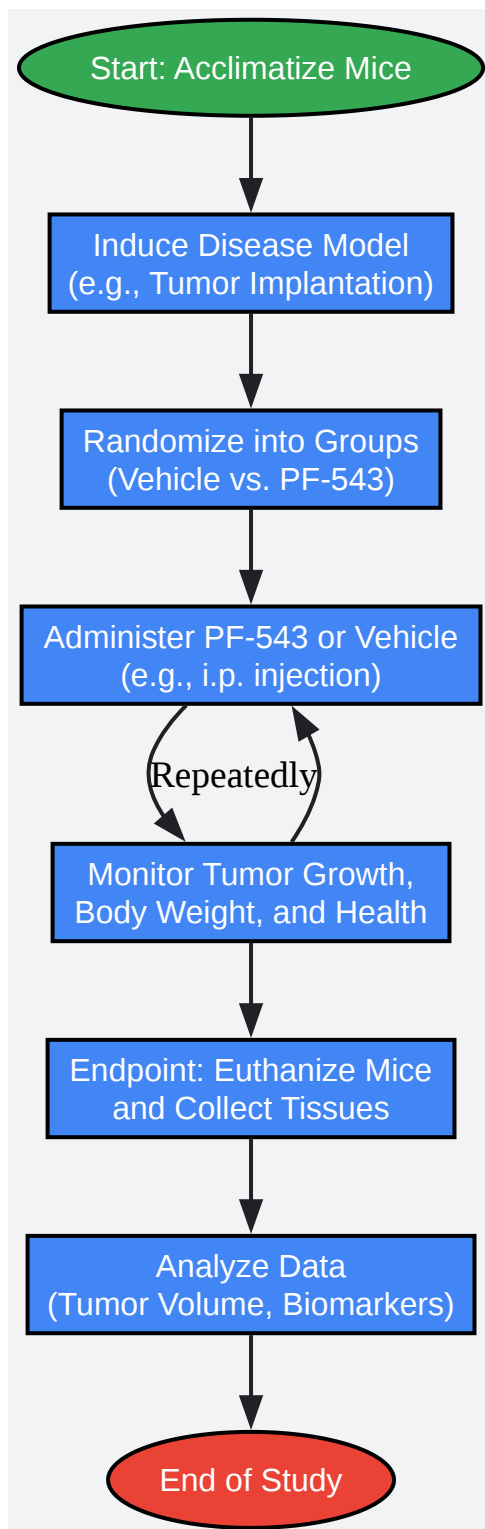 Start: Acclimatize Mice
Induce Disease Model
(e.g., Tumor Implantation)
Randomize into Groups
(Vehicle vs. PF-543)
Administer PF-543 or Vehicle
(e.g., i.p. injection)
Repeatedly
Monitor Tumor Growth,
Body Weight, and Health
Endpoint: Euthanize Mice
and Collect Tissues
Analyze Data
(Tumor Volume, Biomarkers)
End of Study